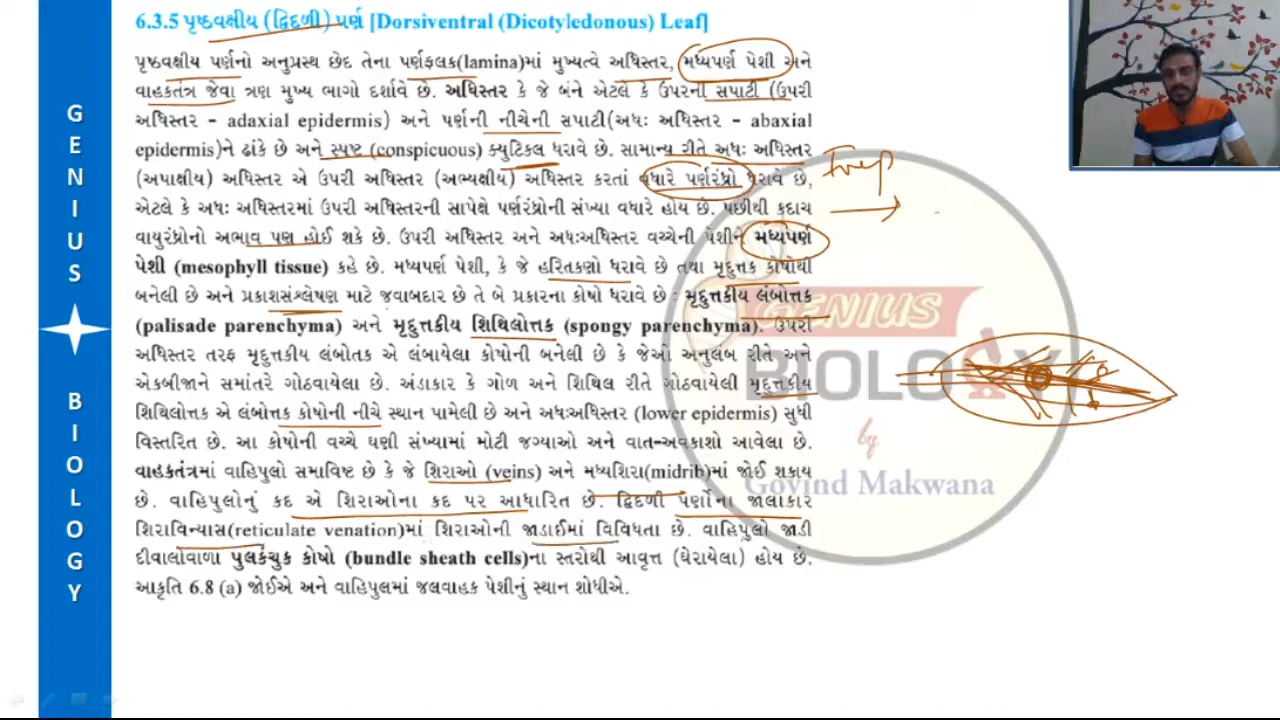 6.3.5 પૃષ્ઠવક્ષીય (દ્વિદળી) પર્ણ [Dorsiventral (Dicotyledonous) Leaf]
પૃષ્ઠવક્ષીય પર્ણનો અનુપ્રસ્થ છેદ તેના પર્ણફલક(lamina)માં મુખ્યત્વે અધિસ્તર, મધ્યપર્ણ પેશી અને
વાહકતંત્ર જેવા ત્રણ મુખ્ય ભાગો દર્શાવે છે. અધિસ્તર કે જે બંને એટલે કે ઉપરની સપાટી (ઉપરી
અધિસ્તર - adaxial epidermis) અને પર્ણની નીચેની સપાટી(અધઃ અધિસ્તર - abaxial
epidermis)ને ઢાંકે છે અને સ્પષ્ટ (conspicuous) ક્યુટિકલ ધરાવે છે. સામાન્ય રીતે અધઃ અધિસ્તર
(અપાક્ષીય) અધિસ્તર એ ઉપરી અધિસ્તર (અભ્યક્ષીય) અધિસ્તર કરતાં વધારે પર્ણરંધ્રો ધરાવે છે,
એટલે કે અધઃ અધિસ્તરમાં ઉપરી અધિસ્તરની સાપેક્ષે પર્ણરંધ્રોની સંખ્યા વધારે હોય છે. પછીથી કદાચ
વાયુરંધ્રોનો અભાવ પણ હોઈ શકે છે. ઉપરી અધિસ્તર અને અધઃઅધિસ્તર વચ્ચેની પેશીને મધ્યપર્ણ
પેશી (mesophyll tissue) કહે છે. મધ્યપર્ણ પેશી, કે જે હરિતકણો ધરાવે છે તથા મૃદુત્તક કોષોથી
બનેલી છે અને પ્રકાશસંશ્લેષણ માટે જવાબદાર છે તે બે પ્રકારના કોષો ધરાવે છે : મૃદુત્તકીય લંબોત્તક
(palisade parenchyma) અને મૃદુત્તકીય શિથિલોત્તક (spongy parenchyma). ઉપરી
અધિસ્તર તરફ મૃદુત્તકીય લંબોતક એ લંબાયેલા કોષોની બનેલી છે કે જેઓ અનુલંબ રીતે અને
એકબીજાને સમાંતરે ગોઠવાયેલા છે. અંડાકાર કે ગોળ અને શિથિલ રીતે ગોઠવાયેલી મૃદુત્તકીય
શિથિલોત્તક એ લંબોત્તક કોષોની નીચે સ્થાન પામેલી છે અને અધઃઅધિસ્તર (lower epidermis) સુધી
વિસ્તરિત છે. આ કોષોની વચ્ચે ઘણી સંખ્યામાં મોટી જગ્યાઓ અને વાત-અવકાશો આવેલા છે.
વાહકતંત્રમાં વાહિપુલો સમાવિષ્ટ છે કે જે શિરાઓ (veins) અને મધ્યશિરા(midrib)માં જોઈ શકાય
છે. વાહિપુલોનું કદ એ શિરાઓના કદ પર આધારિત છે. દ્વિદળી પર્ણોના જાલાકાર
શિરાવિન્યાસ(reticulate venation)માં શિરાઓની જાડાઈમાં વિવિધતા છે. વાહિપુલો જાડી
દીવાલોવાળા પુલકંચુક કોષો (bundle sheath cells)ના સ્તરોથી આવૃત્ત (ઘેરાયેલા) હોય છે.
આકૃતિ 6.8 (a) જોઈએ અને વાહિપુલમાં જલવાહક પેશીનું સ્થાન શોધીએ.
GENIUS
BIOLOGY
GENIUS
BIOLOGY
by
Govind Makwana